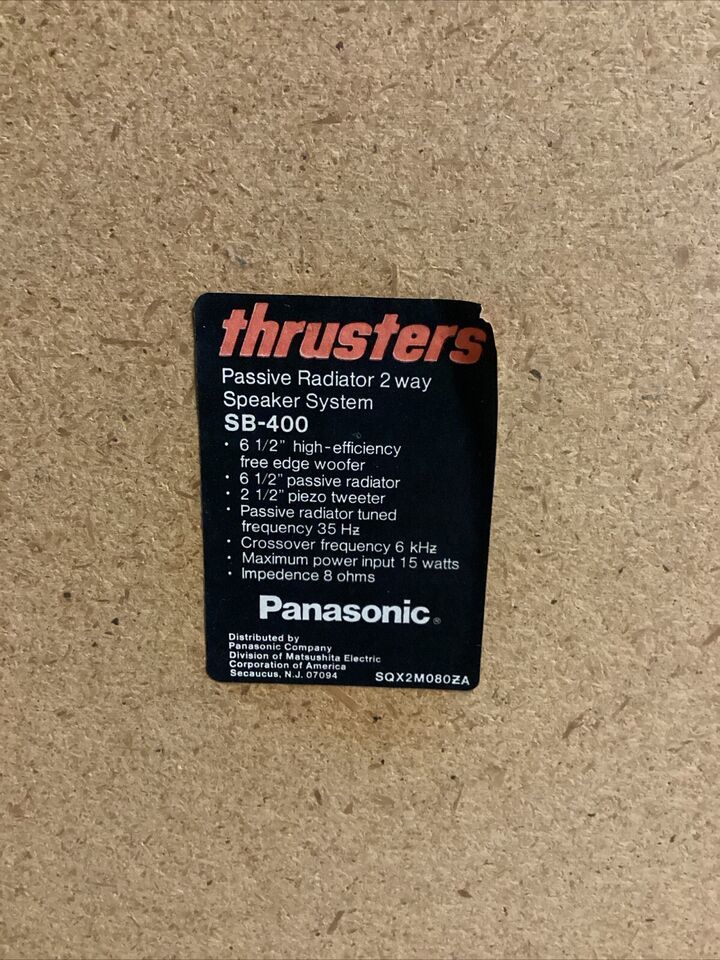 thrusters
Passive Radiator 2 way
Speaker System
SB-400
· 6 1/2" high-efficiency
free edge woofer
· 6 1/2" passive radiator
· 2 1/2" piezo tweeter
· Passive radiator tuned
frequency 35 Hz
· Crossover frequency 6 kHz
· Maximum power input 15 watts
· Impedence 8 ohms
Panasonic®
Distributed by
Panasonic Company
Division of Matsushita Electric
Corporation of America
Secaucus, N.J. 07094
SQX2M080ZA